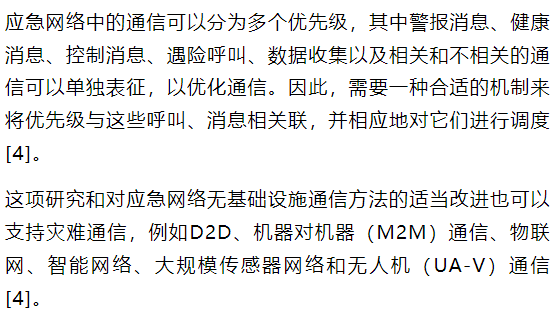 应急网络中的通信可以分为多个优先级，其中警报消息、健康
消息、控制消息、遇险呼叫、数据收集以及相关和不相关的通
信可以单独表征，以优化通信。因此，需要一种合适的机制来
将优先级与这些呼叫、消息相关联，并相应地对它们进行调度
[4]。
这项研究和对应急网络无基础设施通信方法的适当改进也可以
支持灾难通信，例如D2D、机器对机器（M2M）通信、物联
网、智能网络、大规模传感器网络和无人机（UA-V）通信
[4]。